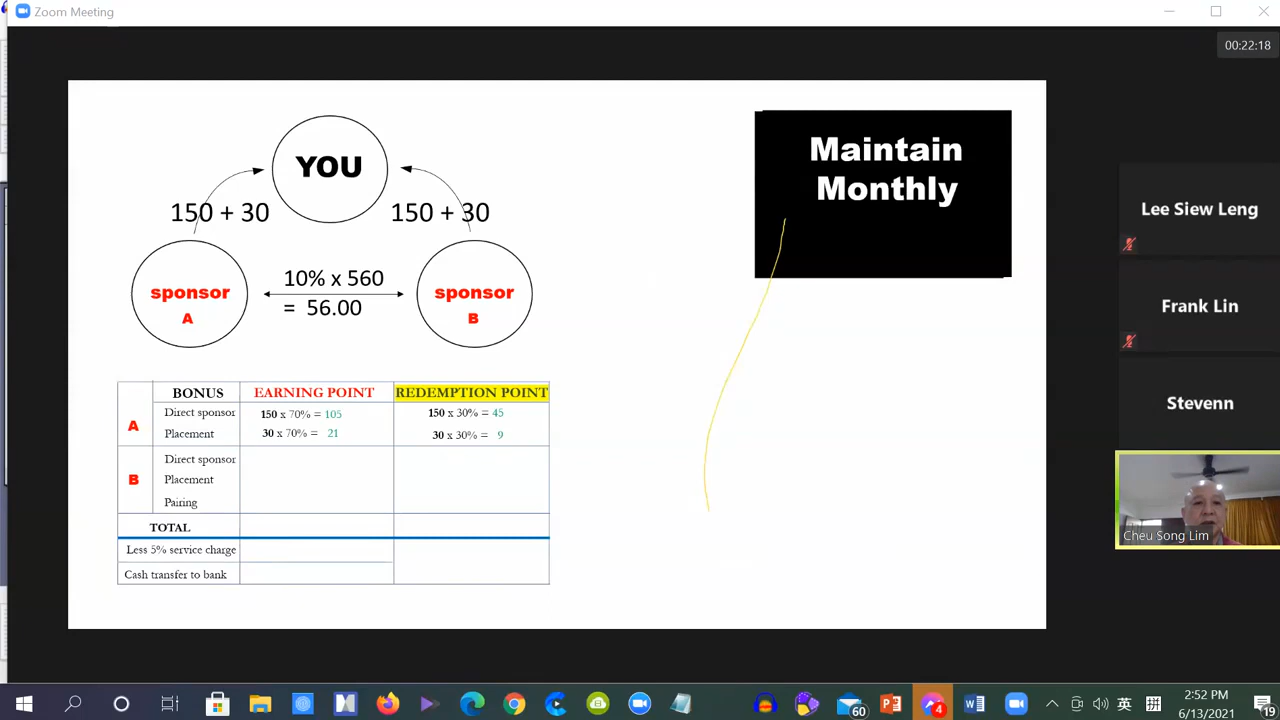 Zoom Meeting
00:22:18
YOU
150 + 30
150 + 30
10% x 560
= 56.00
sponsor
A
sponsor
B
Maintain
Monthly
BONUS EARNING POINT REDEMPTION POINT
A
Direct sponsor 150 x 70% = 105 150 x 30% = 45
Placement 30 x 70% = 21 30 x 30% = 9
B
Direct sponsor
Placement
Pairing
TOTAL
Less 5% service charge
Cash transfer to bank
Lee Siew Leng
Frank Lin
Stevenn
Cheu Song Lim
60
4
英
拼
2:52 PM
6/13/2021
19